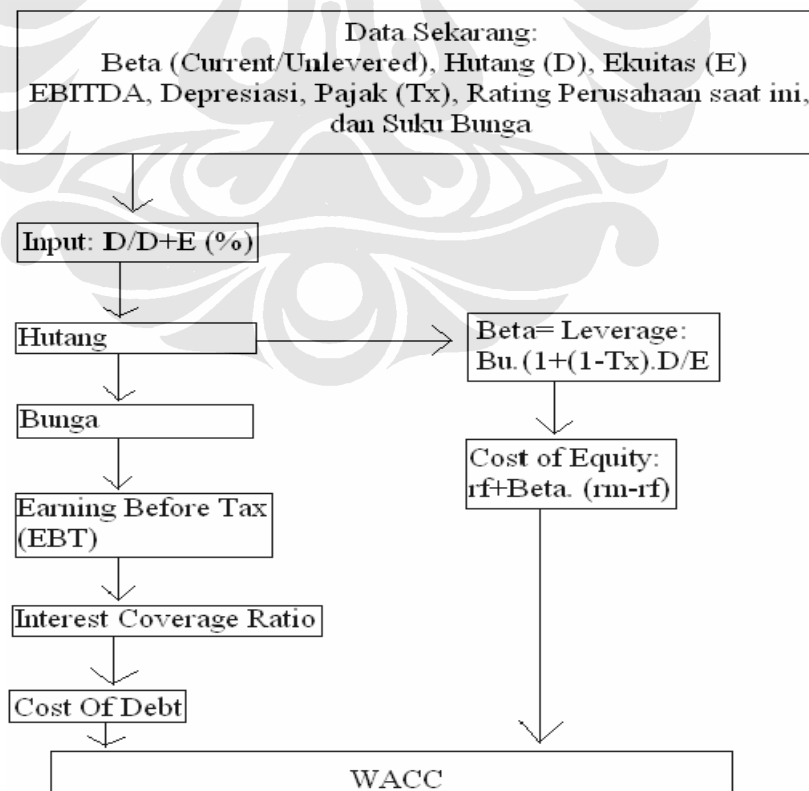 Data Sekarang:
Beta (Current/Unlevered), Hutang (D), Ekuitas (E)
EBITDA, Depresiasi, Pajak (Tx), Rating Perusahaan saat ini,
dan Suku Bunga
Input: D/D+E (%)
Hutang
Beta= Leverage:
Bu.(1+(1-Tx).D/E
Bunga
Cost of Equity:
rf+Beta. (rm-rf)
Earning Before Tax
(EBT)
Interest Coverage Ratio
Cost Of Debt
WACC